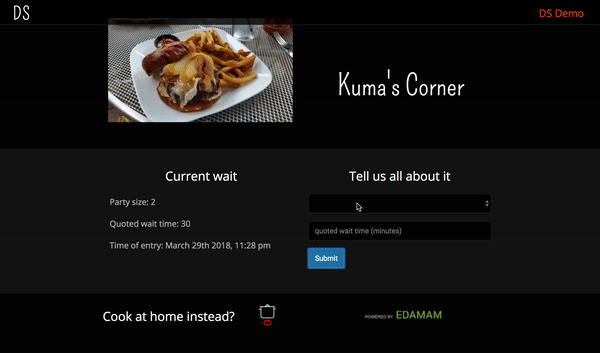 DS
DS Demo
Kuma's Corner
Current wait
Tell us all about it
Party size: 2
Quoted wait time: 30
quoted wait time (minutes)
Time of entry: March 29th 2018, 11:28 pm
Submit
Cook at home instead?
POWERED BY EDAMAM